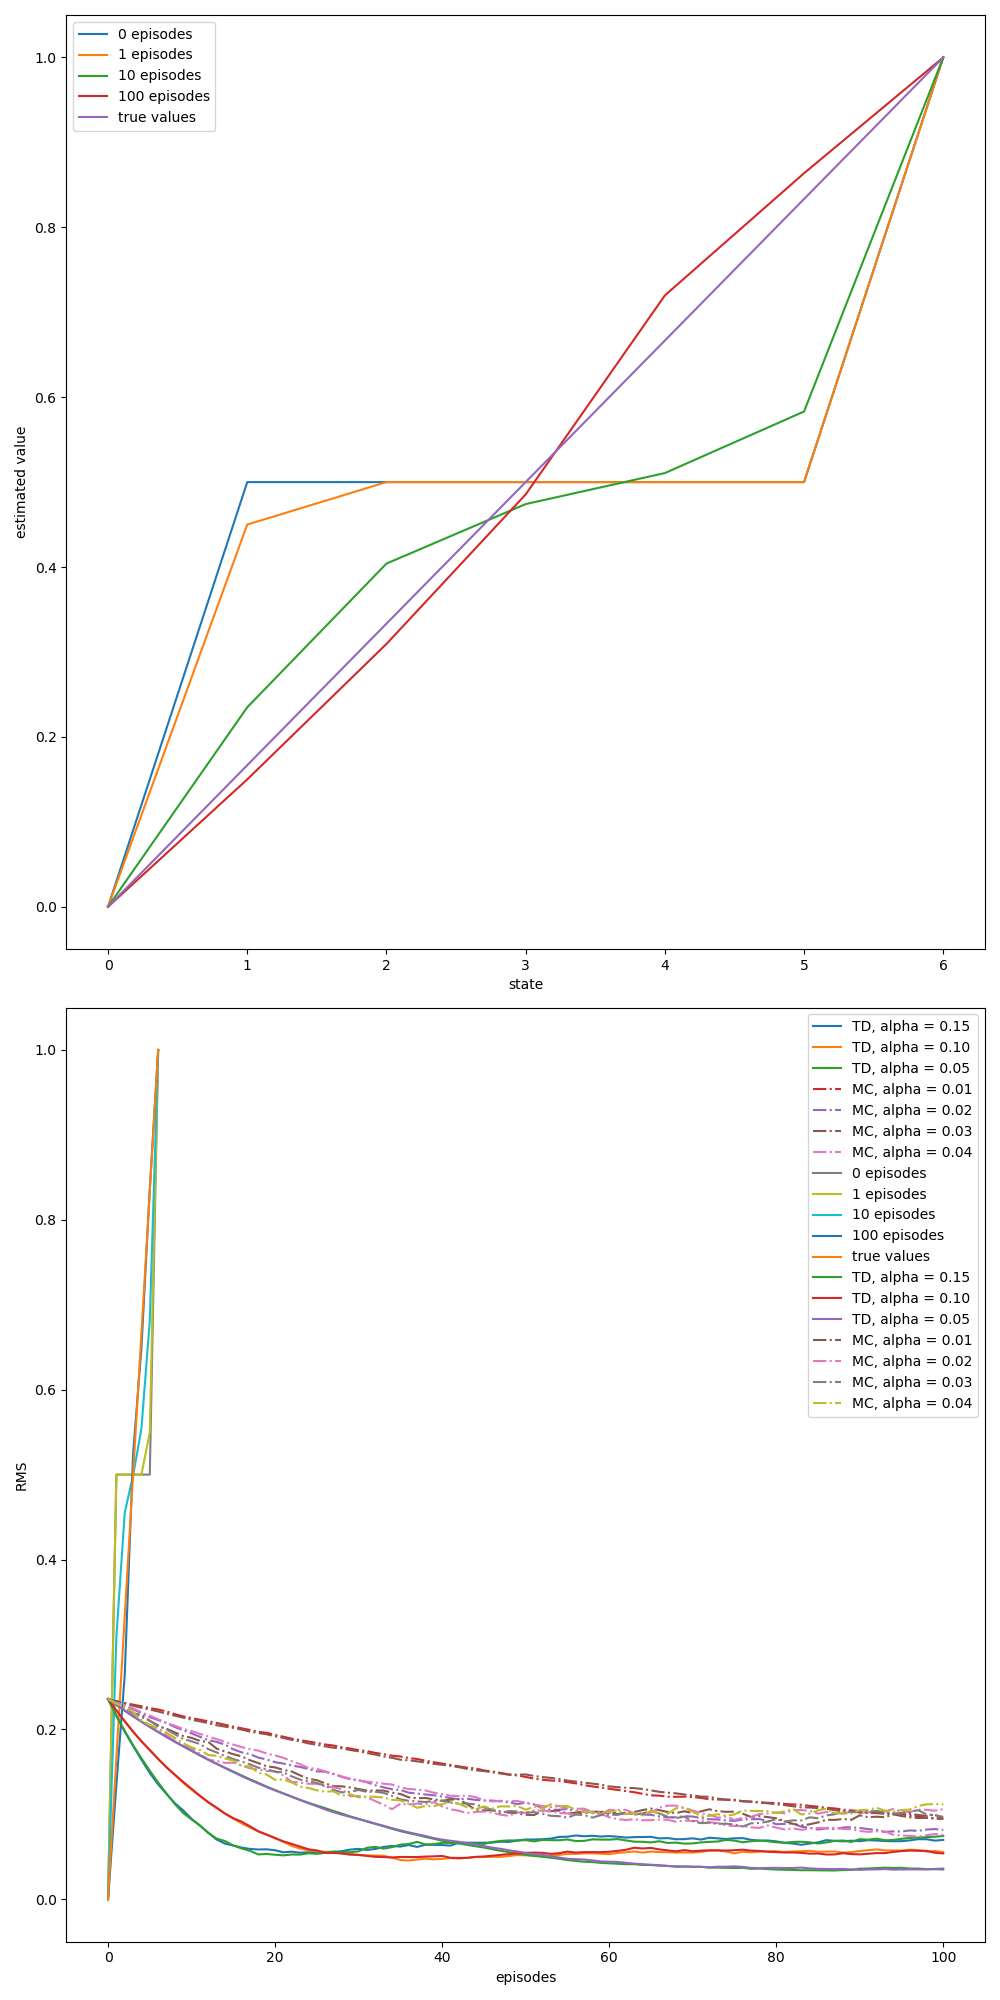 0 episodes
1 episodes
10 episodes
100 episodes
true values
1.0
0.8
0.6
0.4
0.2
0.0
estimated value
0 1 2 3 4 5 6
state
TD, alpha = 0.15
TD, alpha = 0.10
TD, alpha = 0.05
MC, alpha = 0.01
MC, alpha = 0.02
MC, alpha = 0.03
MC, alpha = 0.04
0 episodes
1 episodes
10 episodes
100 episodes
true values
TD, alpha = 0.15
TD, alpha = 0.10
TD, alpha = 0.05
MC, alpha = 0.01
MC, alpha = 0.02
MC, alpha = 0.03
MC, alpha = 0.04
1.0
0.8
0.6
0.4
0.2
0.0
RMS
0 20 40 60 80 100
episodes